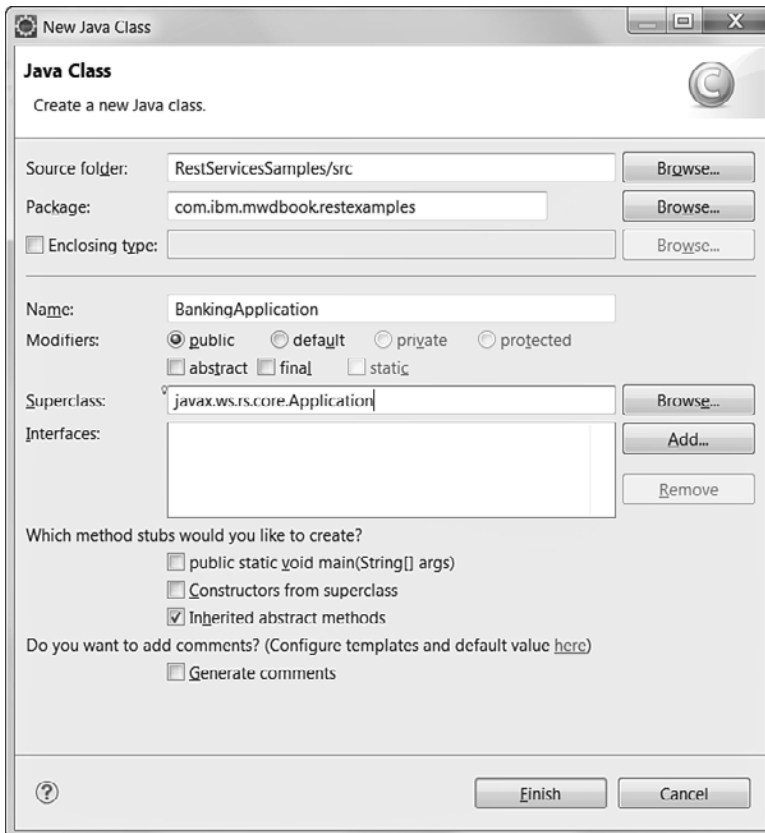 New Java Class
X
Java Class
Create a new Java class.
C
Source folder: RestServicesSamples/src Browse...
Package: com.ibm.mwdbook.restexamples Browse...
Enclosing type: Browse...
Name: BankingApplication
Modifiers: public default private protected
abstract final static
Superclass: javax.ws.rs.core.Application Browse...
Interfaces: Add...
Remove
Which method stubs would you like to create?
public static void main(String[] args)
Constructors from superclass
Inherited abstract methods
Do you want to add comments? (Configure templates and default value here)
Generate comments
? Finish Cancel